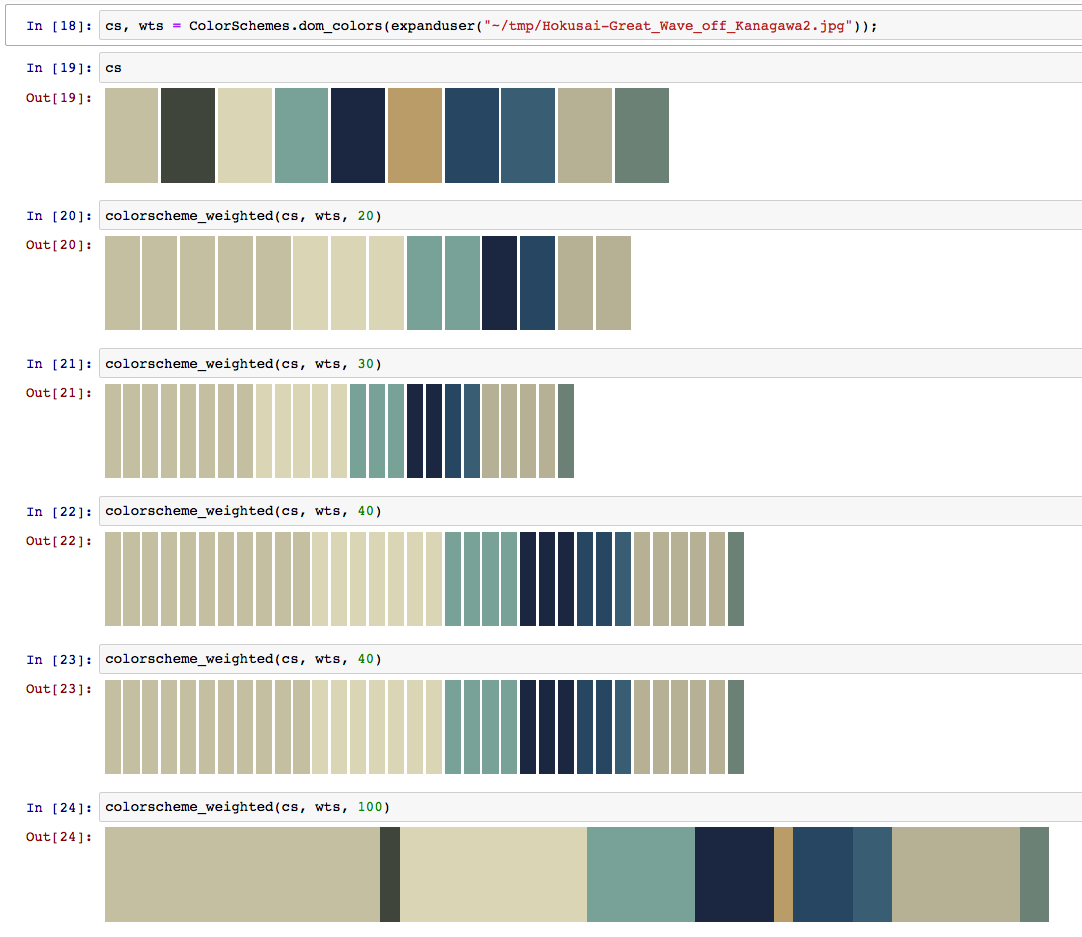 In [18]: cs, wts = ColorSchemes.dom_colors(expanduser("~/tmp/Hokusai-Great_Wave_off_Kanagawa2.jpg"));
In [19]: cs
Out[19]:
In [20]: colorscheme_weighted(cs, wts, 20)
Out[20]:
In [21]: colorscheme_weighted(cs, wts, 30)
Out[21]:
In [22]: colorscheme_weighted(cs, wts, 40)
Out[22]:
In [23]: colorscheme_weighted(cs, wts, 40)
Out[23]:
In [24]: colorscheme_weighted(cs, wts, 100)
Out[24]: